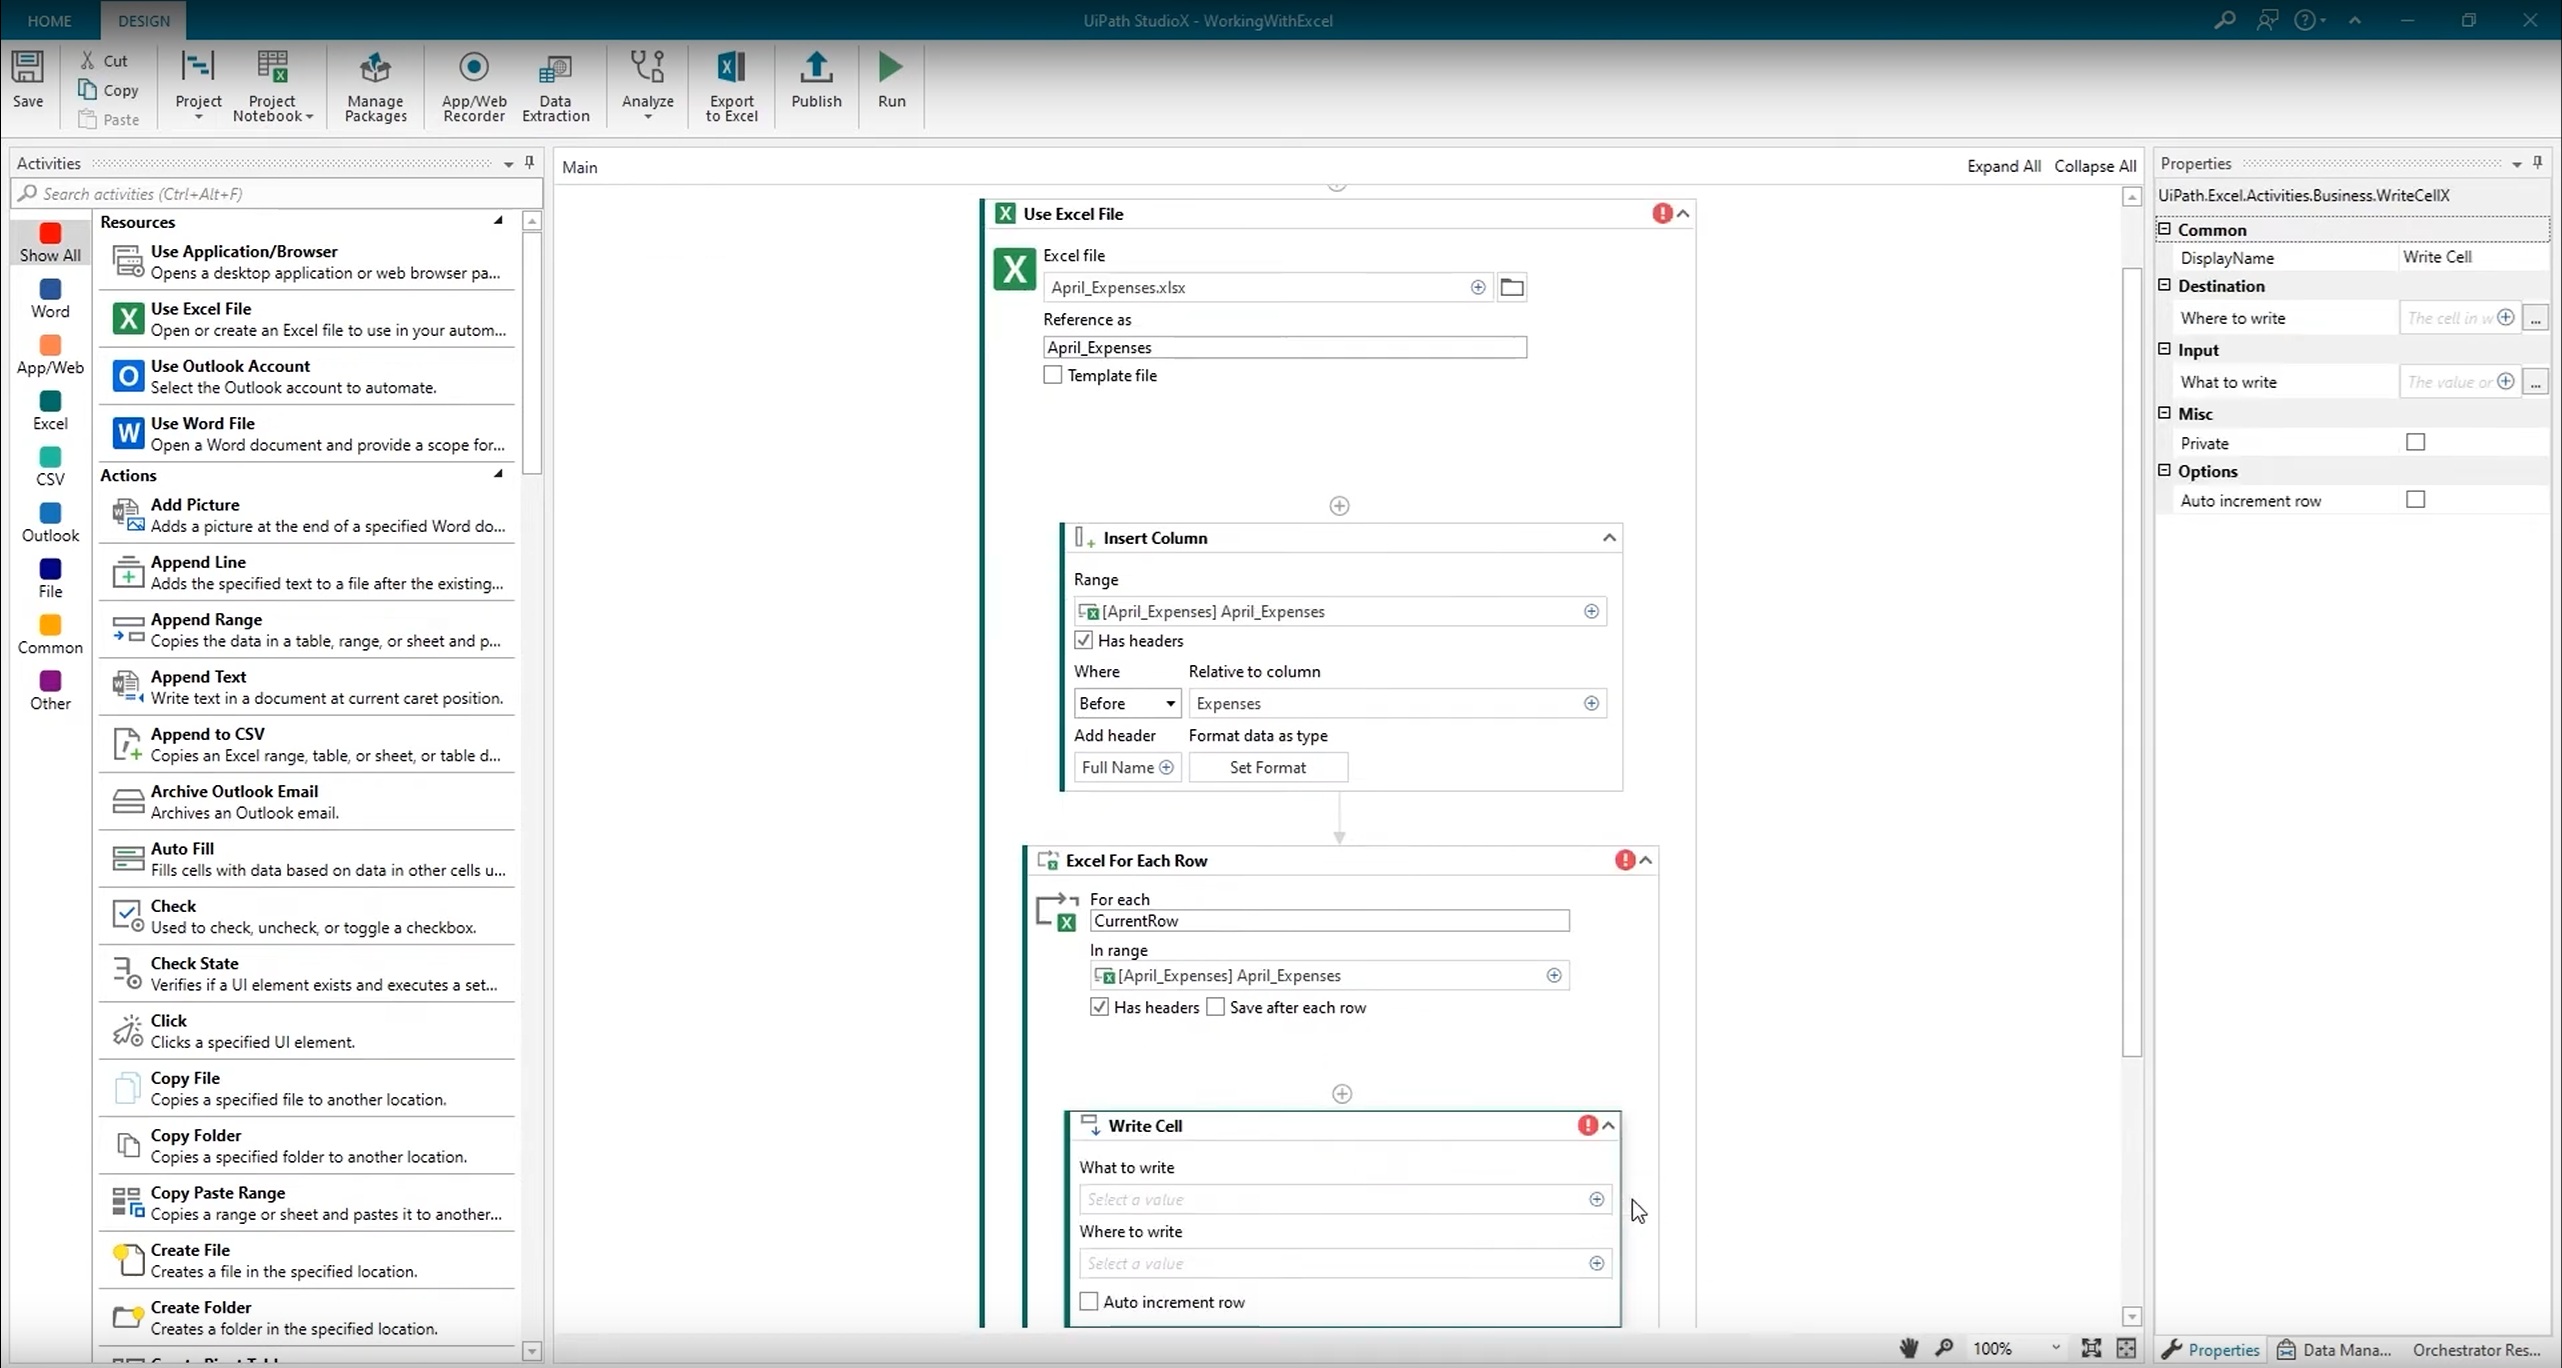 HOME
DESIGN
UiPath StudioX - WorkingWithExcel
Save
Cut
Copy
Paste
Project
Project Notebook
Manage Packages
App/Web Recorder
Data Extraction
Analyze
Export to Excel
Publish
Run
Activities
Search activities (Ctrl+Alt+F)
Show All
Word
App/Web
Excel
CSV
Outlook
File
Common
Other
Resources
Use Application/Browser
Opens a desktop application or web browser pa...
Use Excel File
Open or create an Excel file to use in your autom...
Use Outlook Account
Select the Outlook account to automate.
Use Word File
Open a Word document and provide a scope for...
Actions
Add Picture
Adds a picture at the end of a specified Word do...
Append Line
Adds the specified text to a file after the existing...
Append Range
Copies the data in a table, range, or sheet and p...
Append Text
Write text in a document at current caret position.
Append to CSV
Copies an Excel range, table, or sheet, or table d...
Archive Outlook Email
Archives an Outlook email.
Auto Fill
Fills cells with data based on data in other cells u...
Check
Used to check, uncheck, or toggle a checkbox.
Check State
Verifies if a UI element exists and executes a set...
Click
Clicks a specified UI element.
Copy File
Copies a specified file to another location.
Copy Folder
Copies a specified folder to another location.
Copy Paste Range
Copies a range or sheet and pastes it to another...
Create File
Creates a file in the specified location.
Create Folder
Creates a folder in the specified location.
Main
Expand All
Collapse All
Use Excel File
Excel file
April_Expenses.xlsx
Reference as
April_Expenses
Template file
Insert Column
Range
[April_Expenses] April_Expenses
Has headers
Where
Relative to column
Before
Expenses
Add header
Format data as type
Full Name
Set Format
Excel For Each Row
For each
CurrentRow
In range
[April_Expenses] April_Expenses
Has headers
Save after each row
Write Cell
What to write
Select a value
Where to write
Select a value
Auto increment row
100%
Properties
UiPath.Excel.Activities.Business.WriteCellX
Common
DisplayName
Write Cell
Destination
Where to write
The cell in w
...
Input
What to write
The value or
...
Misc
Private
Options
Auto increment row
Properties
Data Mana...
Orchestrator Res...